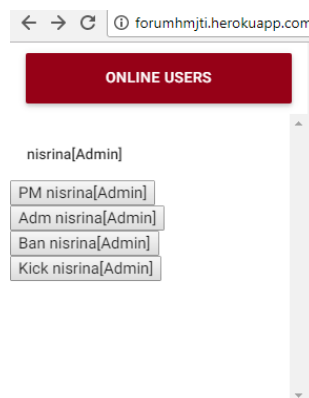 forumhmjti.herokuapp.com
ONLINE USERS
nisrina[Admin]
PM nisrina[Admin]
Adm nisrina[Admin]
Ban nisrina[Admin]
Kick nisrina[Admin]